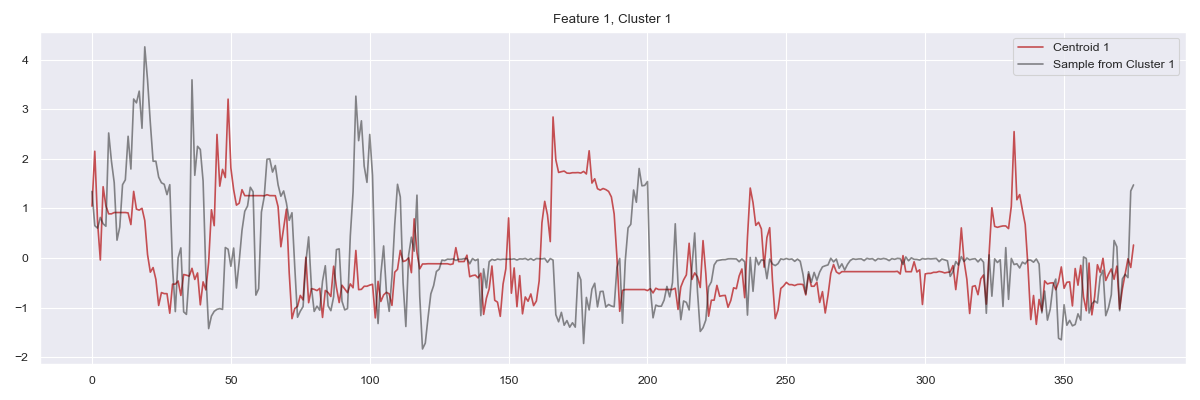 Feature 1, Cluster 1
Centroid 1
Sample from Cluster 1
4
3
2
1
0
−1
−2
0 50 100 150 200 250 300 350